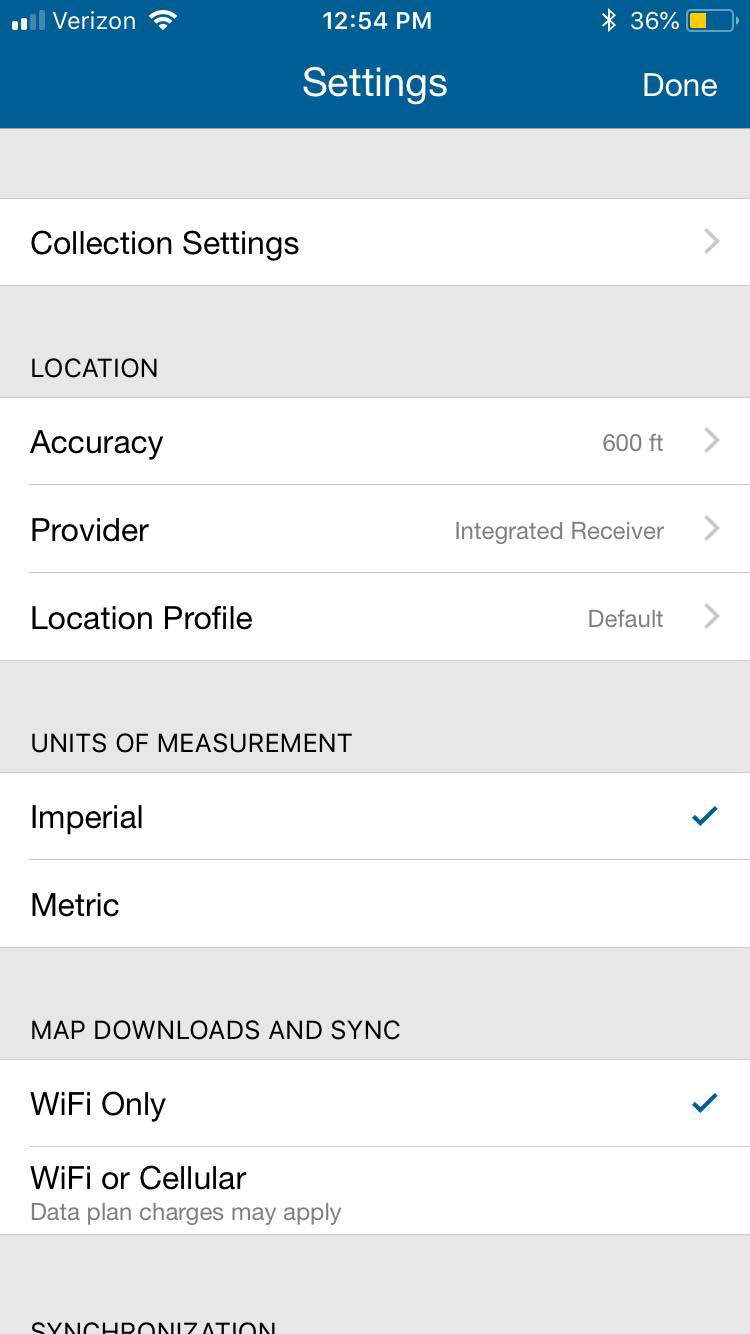 Verizon 12:54 PM 36%
Settings Done
Collection Settings
LOCATION
Accuracy 600 ft
Provider Integrated Receiver
Location Profile Default
UNITS OF MEASUREMENT
Imperial
Metric
MAP DOWNLOADS AND SYNC
WiFi Only
WiFi or Cellular
Data plan charges may apply
SYNCHRONIZATION